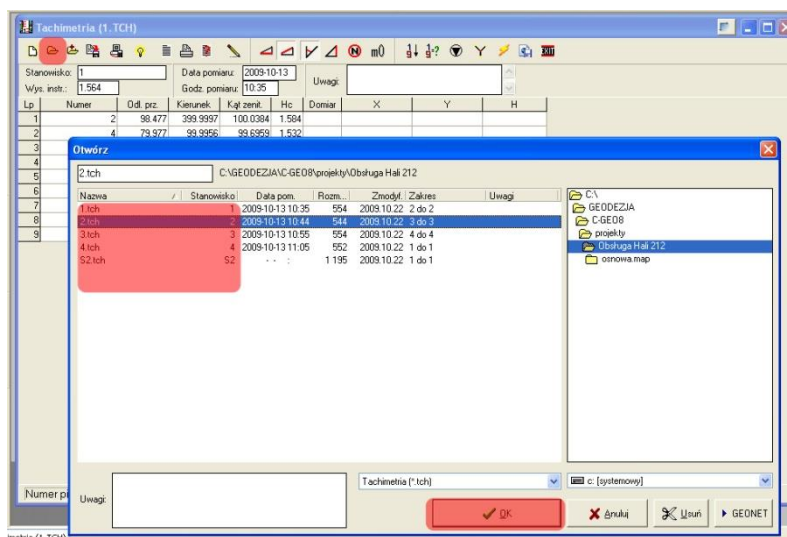 Tachimetria (1.TCH)
m0
EXIT
Stanowisko: 1 Data pomiaru: 2009-10-13 Uwagi:
Wys. instr.: 1.564 Godz. pomiaru: 10:35
Lp Numer Odl. prz. Kierunek Kąt zenit. Hc Domiar X Y H
1 2 98.477 399.9997 100.0384 1.584
2 4 79.977 99.9956 99.6959 1.532
3
4
5
6
7
8
9
Otwórz
2.tch C:\GEODEZJA\C-GEO8\projekty\Obsługa Hali 212
Nazwa / Stanowisko Data pom. Rozm... Zmodyf. Zakres Uwagi
1.tch 1 2009-10-13 10:35 554 2009.10.22 2 do 2
2.tch 2 2009-10-13 10:44 544 2009.10.22 3 do 3
3.tch 3 2009-10-13 10:55 554 2009.10.22 4 do 4
4.tch 4 2009-10-13 11:05 552 2009.10.22 1 do 1
S2.tch S2 - - : 1 195 2009.10.22 1 do 1
C:\
GEODEZJA
C-GEO8
projekty
Obsługa Hali 212
osnowa.map
Tachimetria (*.tch) c: [systemowy]
Uwagi:
OK Anuluj Usuń GEONET
Numer pi